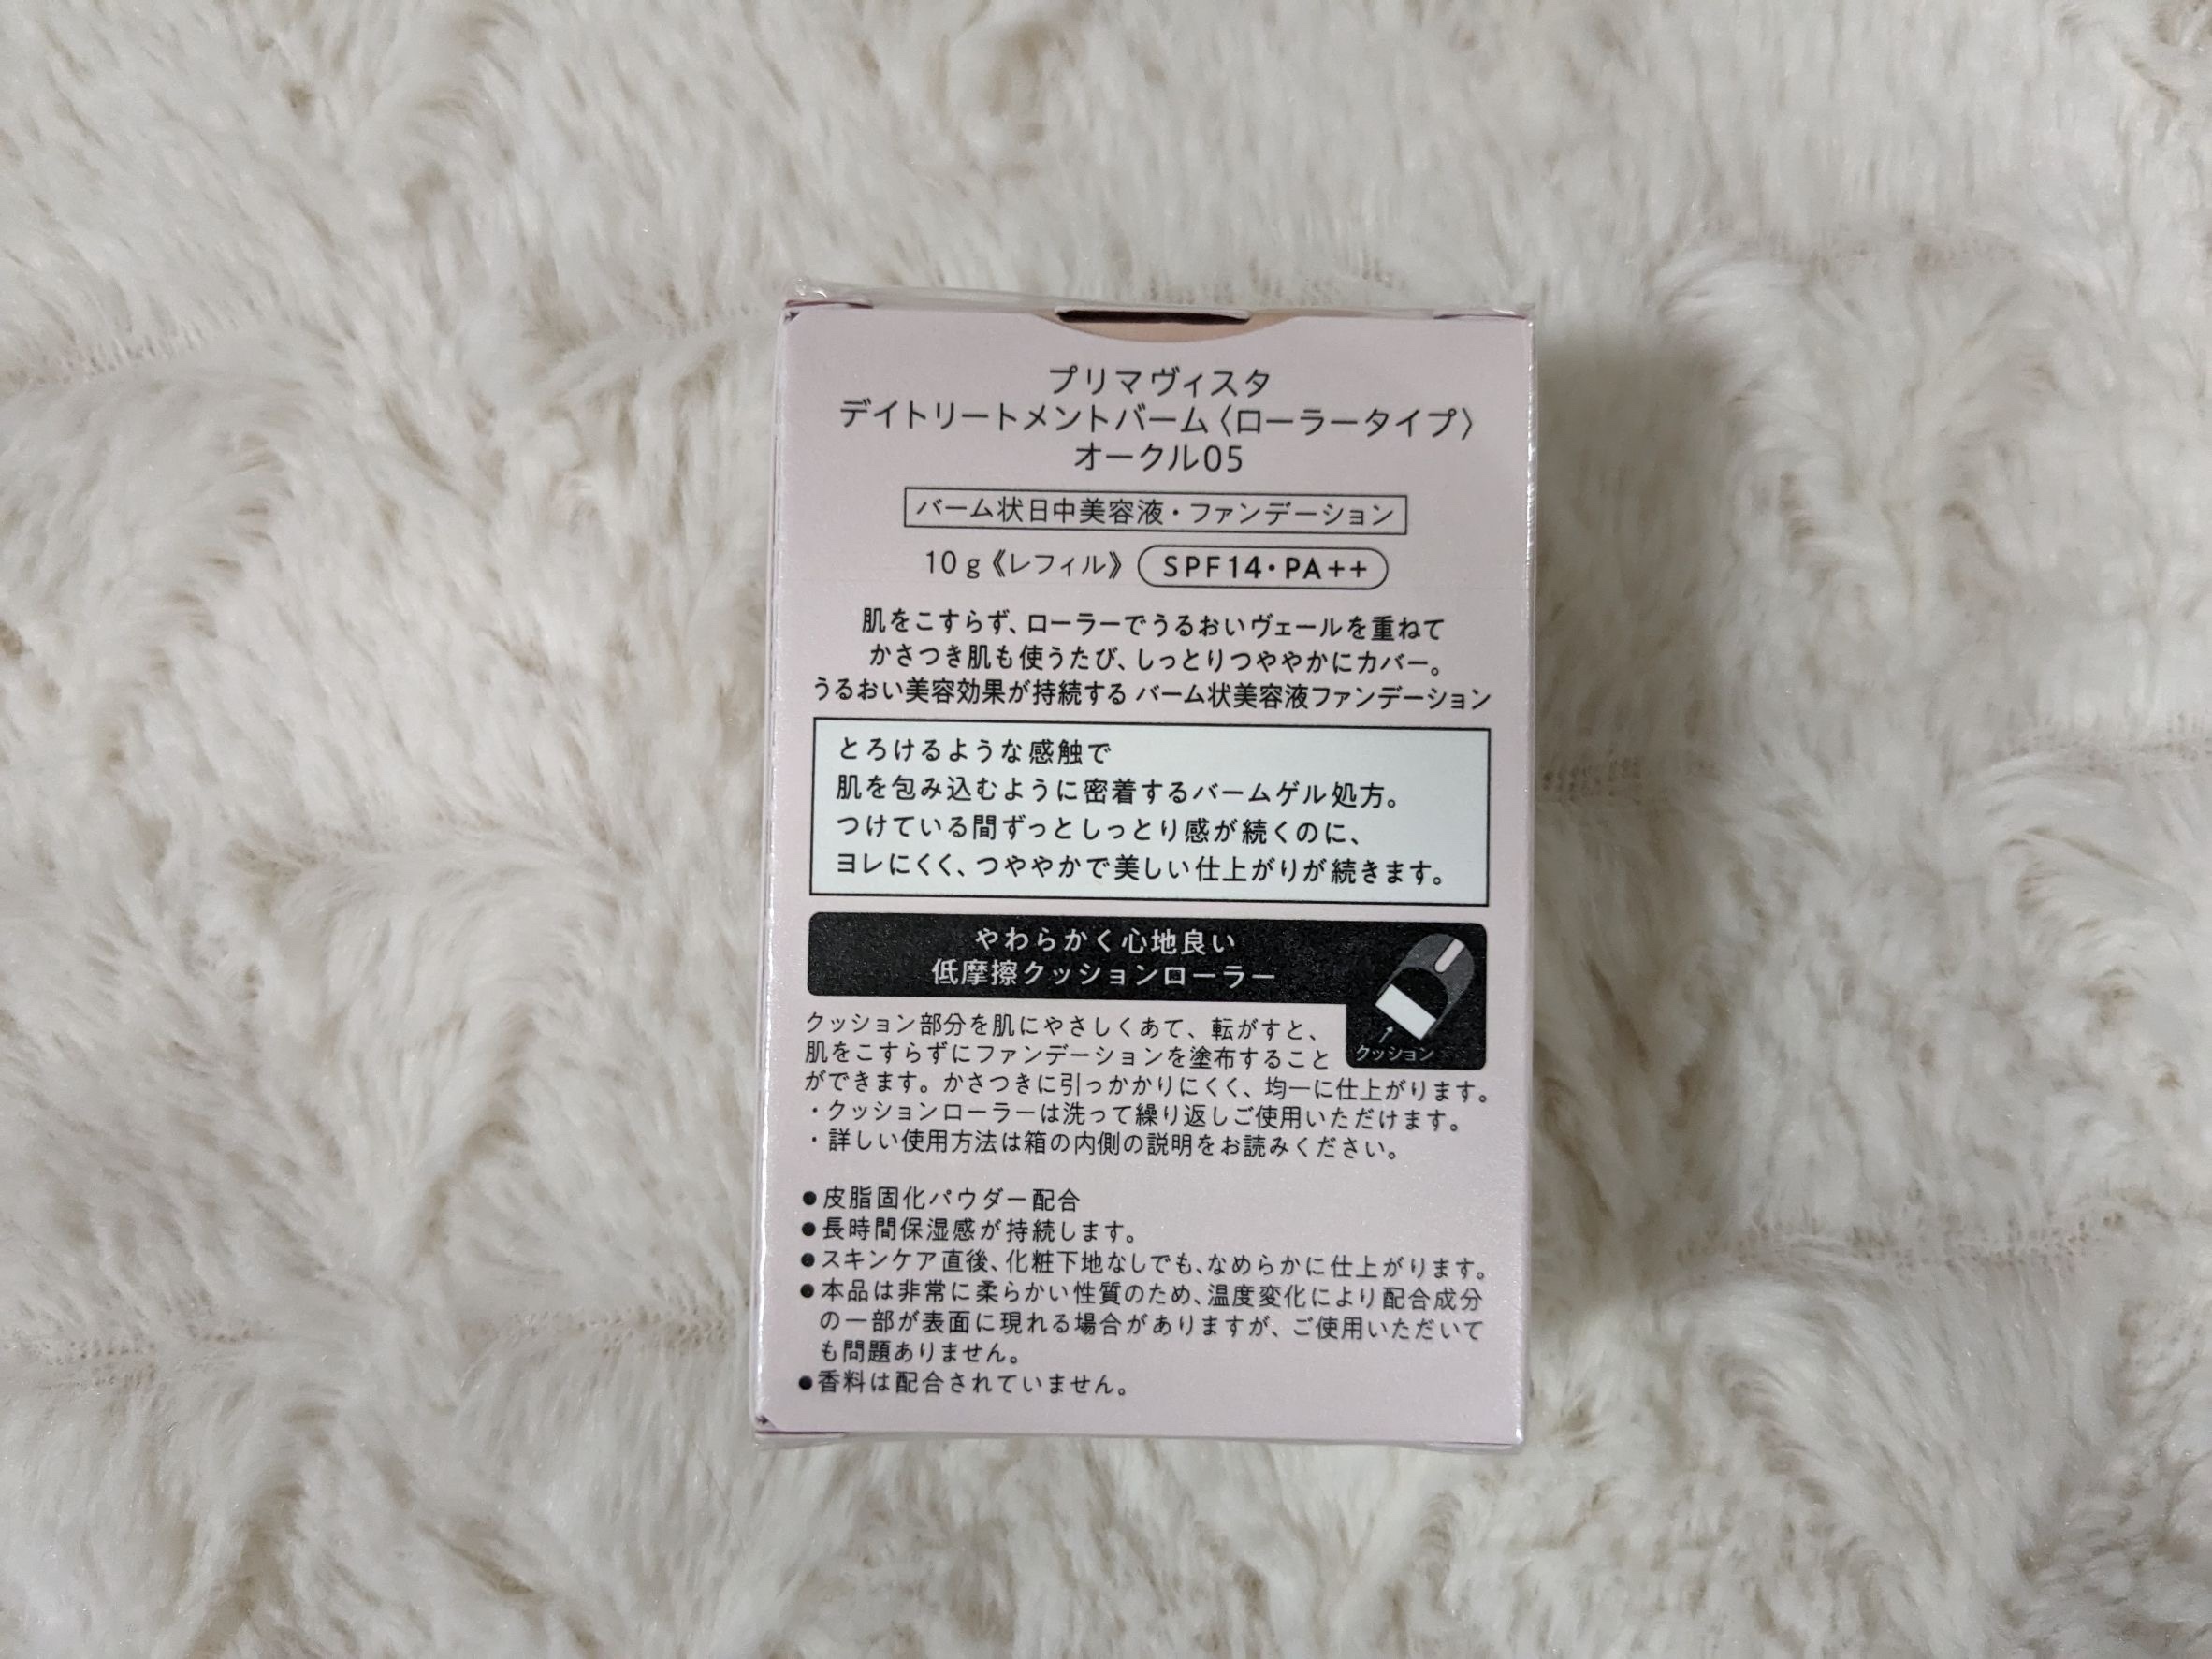 プリマヴィスタ
デイトリートメントバーム〈ローラータイプ〉
オークル05
バーム状日中美容液・ファンデーション
10g《レフィル》 SPF14・PA++
肌をこすらず、ローラーでうるおいヴェールを重ねて
かさつき肌も使うたび、しっとりつややかにカバー。
うるおい美容効果が持続する バーム状美容液ファンデーション
とろけるような感触で
肌を包み込むように密着するバームゲル処方。
つけている間ずっとしっとり感が続くのに、
ヨレにくく、つややかで美しい仕上がりが続きます。
やわらかく心地良い
低摩擦クッションローラー
クッション
クッション部分を肌にやさしくあて、転がすと、
肌をこすらずにファンデーションを塗布すること
ができます。かさつきに引っかかりにくく、均一に仕上がります。
・クッションローラーは洗って繰り返しご使用いただけます。
・詳しい使用方法は箱の内側の説明をお読みください。
●皮脂固化パウダー配合
●長時間保湿感が持続します。
●スキンケア直後、化粧下地なしでも、なめらかに仕上がります。
●本品は非常に柔らかい性質のため、温度変化により配合成分
の一部が表面に現れる場合がありますが、ご使用いただいて
も問題ありません。
●香料は配合されていません。